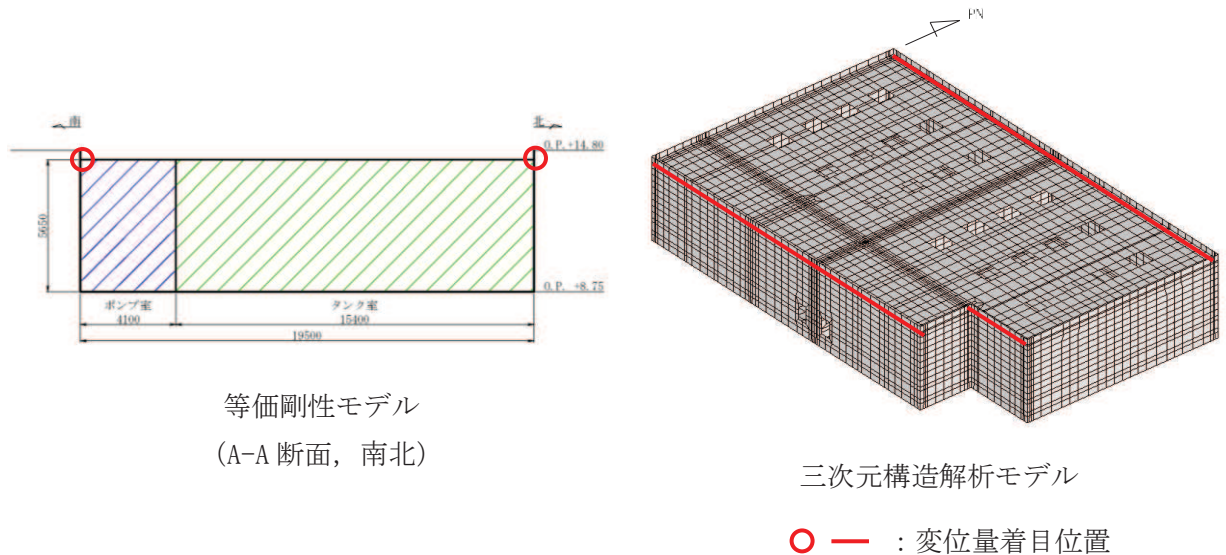 PN
南
北
O.P.+14.80
5650
O.P. +8.75
ポンプ室
タンク室
4100
15400
19500
等価剛性モデル
(A-A 断面, 南北)
三次元構造解析モデル
：変位量着目位置